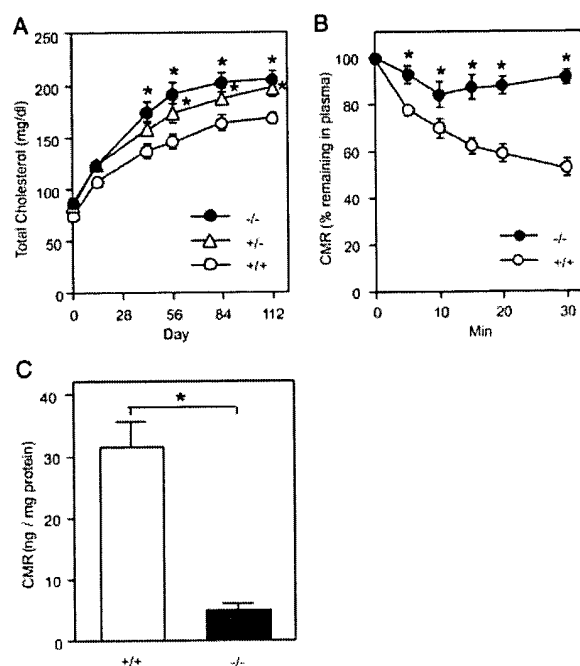 A
Total Cholesterol (mg/dl)
250
200
150
100
50
0
* * * *
* * *
-/-
+/-
+/+
0 28 56 84 112
Day
B
CMR (% remaining in plasma)
100
80
60
40
20
0
* * * * *
-/-
+/+
0 10 20 30
Min
C
CMR (ng / mg protein)
40
30
20
10
0
*
+/+ -/-